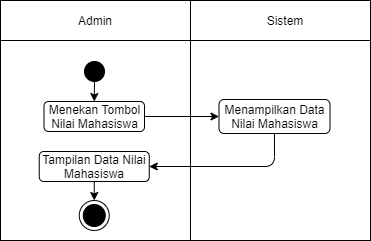 Admin
Sistem
Menekan Tombol
Nilai Mahasiswa
Menampilkan Data
Nilai Mahasiswa
Tampilan Data Nilai
Mahasiswa